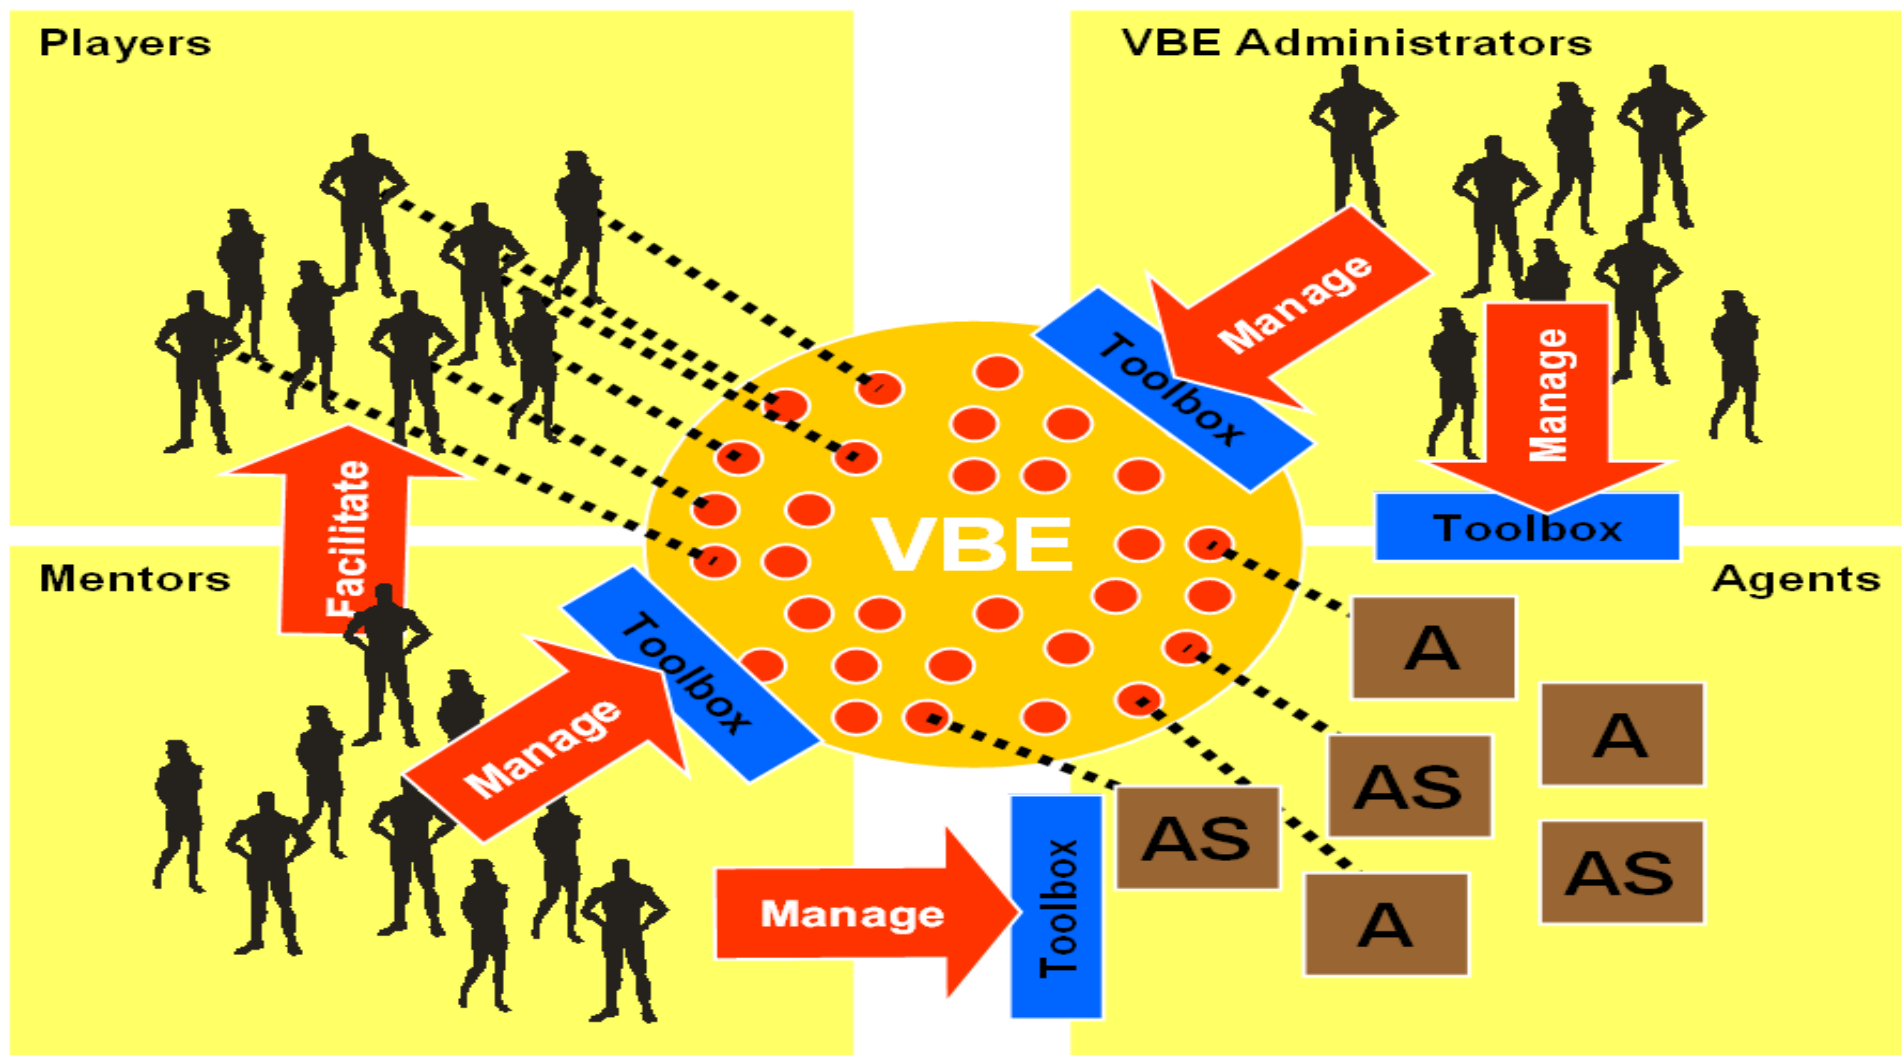 Players
VBE Administrators
Manage
Toolbox
Manage
Facilitate
VBE
Toolbox
Mentors
Agents
Toolbox
A
Manage
A
AS
AS
AS
Manage
Toolbox
A